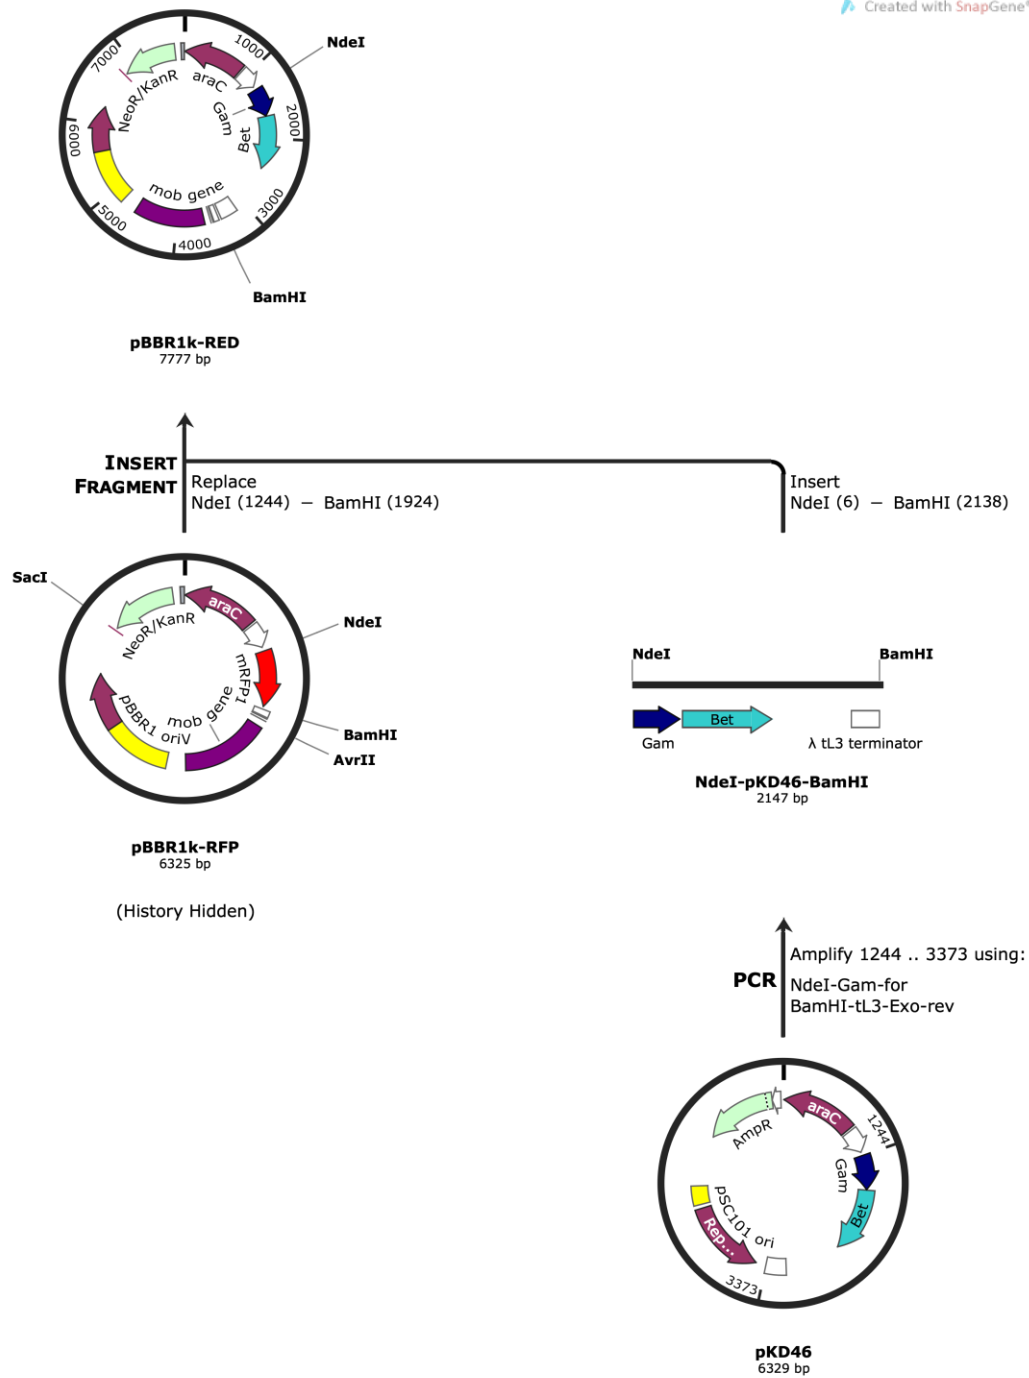 Created with SnapGene®
NdeI
1000
2000
3000
4000
5000
6000
7000
NeoR/KanR
araC
Gam
Bet
mob gene
BamHI
pBBR1k-RED
7777 bp
INSERT
FRAGMENT
Replace
NdeI (1244) – BamHI (1924)
Insert
NdeI (6) – BamHI (2138)
SacI
NeoR/KanR
araC
NdeI
mRFP1
mob gene
pBBR1 oriV
BamHI
AvrII
pBBR1k-RFP
6325 bp
(History Hidden)
NdeI
BamHI
Bet
Gam
λ tL3 terminator
NdeI-pKD46-BamHI
2147 bp
PCR
Amplify 1244 .. 3373 using:
NdeI-Gam-for
BamHI-tL3-Exo-rev
araC
1244
AmpR
Gam
Bet
pSC101 ori
Rep...
3373
pKD46
6329 bp